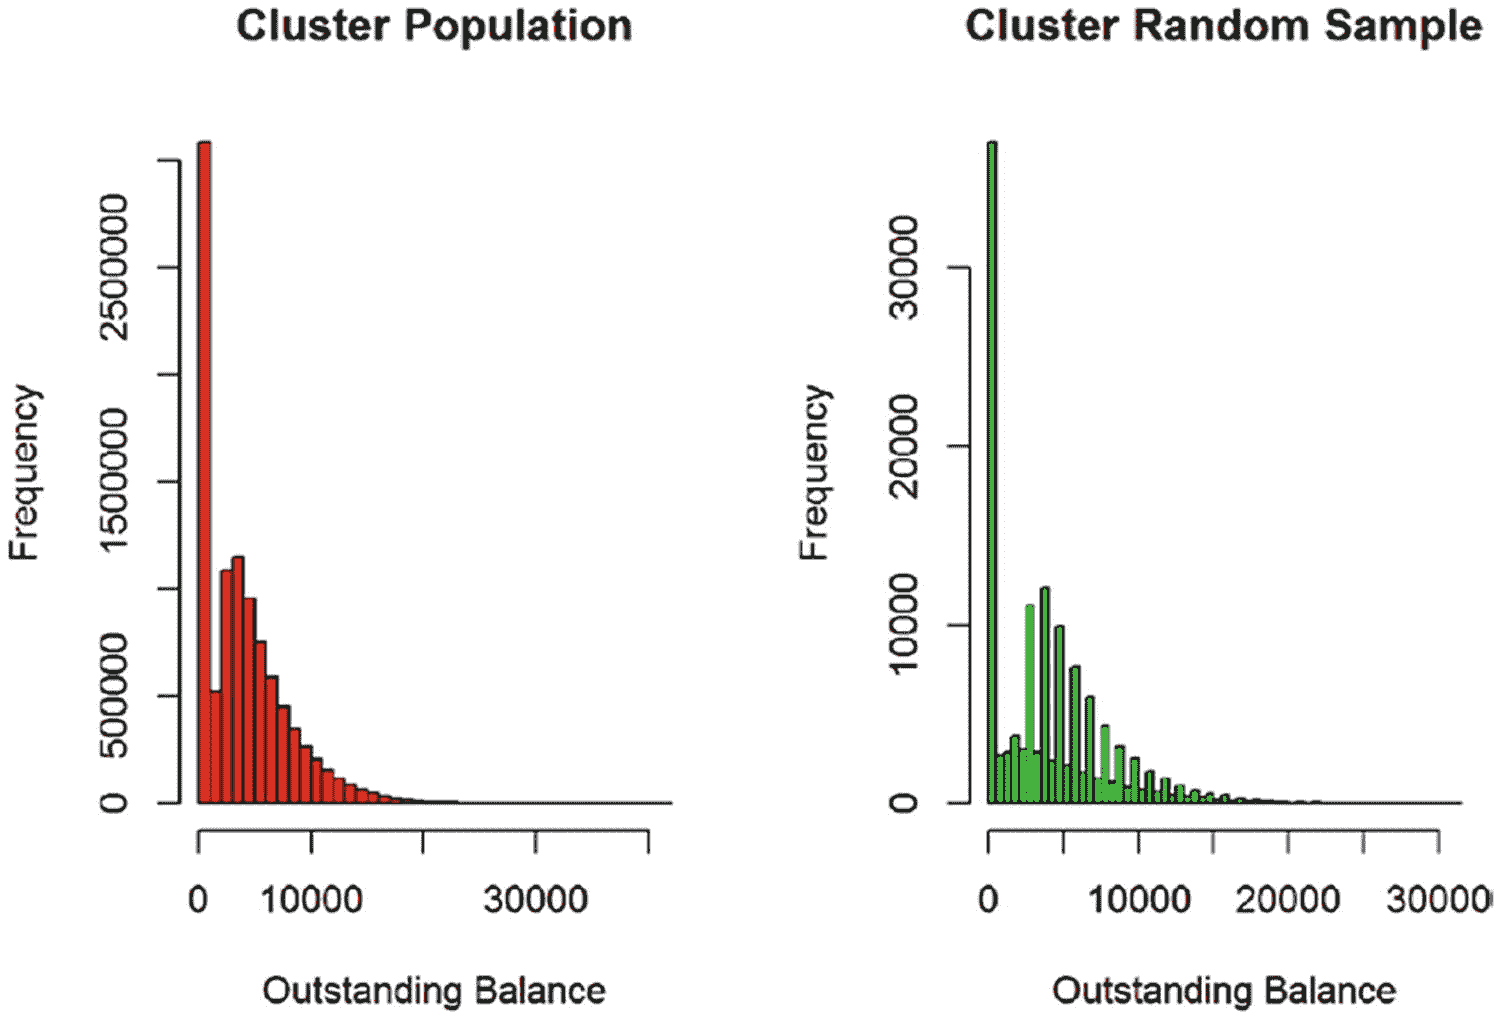 Cluster Population
Frequency
0
500000
1500000
2500000
0 10000 30000
Outstanding Balance
Cluster Random Sample
Frequency
0
10000
20000
30000
0 10000 20000 30000
Outstanding Balance